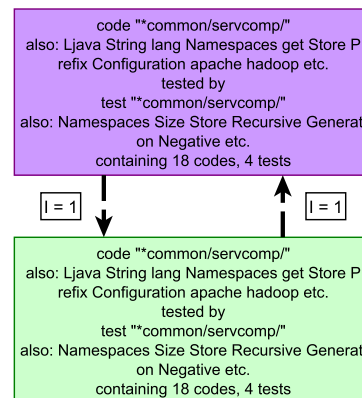 code "*common/servcomp/"
also: Ljava String lang Namespaces get Store P
refix Configuration apache hadoop etc.
tested by
test "*common/servcomp/"
also: Namespaces Size Store Recursive Generat
on Negative etc.
containing 18 codes, 4 tests
I = 1
I = 1
code "*common/servcomp/"
also: Ljava String lang Namespaces get Store P
refix Configuration apache hadoop etc.
tested by
test "*common/servcomp/"
also: Namespaces Size Store Recursive Generat
on Negative etc.
containing 18 codes, 4 tests